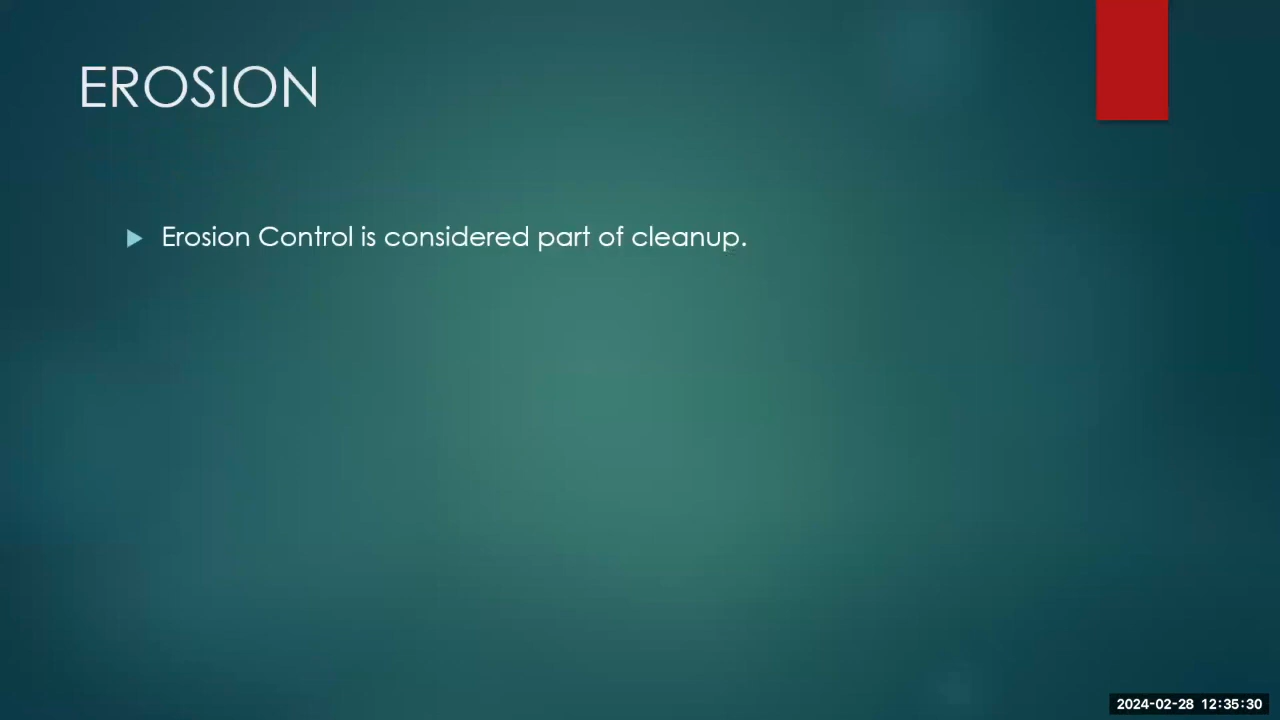 EROSION
Erosion Control is considered part of cleanup.
2024-02-28 12:35:30